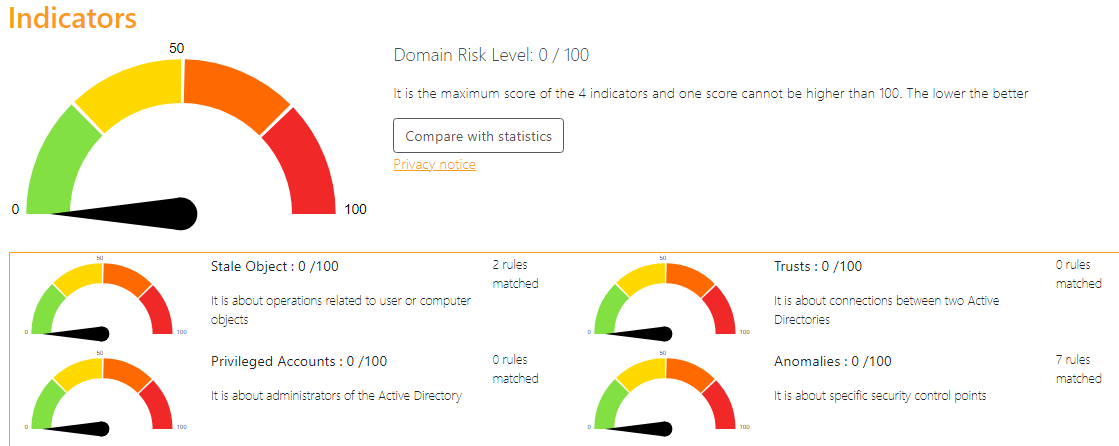 Indicators
50
0
100
Domain Risk Level: 0 / 100
It is the maximum score of the 4 indicators and one score cannot be higher than 100. The lower the better
Compare with statistics
Privacy notice
50
0
100
Stale Object : 0 /100
It is about operations related to user or computer
objects
2 rules
matched
50
0
100
Trusts : 0 /100
It is about connections between two Active
Directories
0 rules
matched
50
0
100
Privileged Accounts : 0 /100
It is about administrators of the Active Directory
0 rules
matched
50
0
100
Anomalies : 0 /100
It is about specific security control points
7 rules
matched